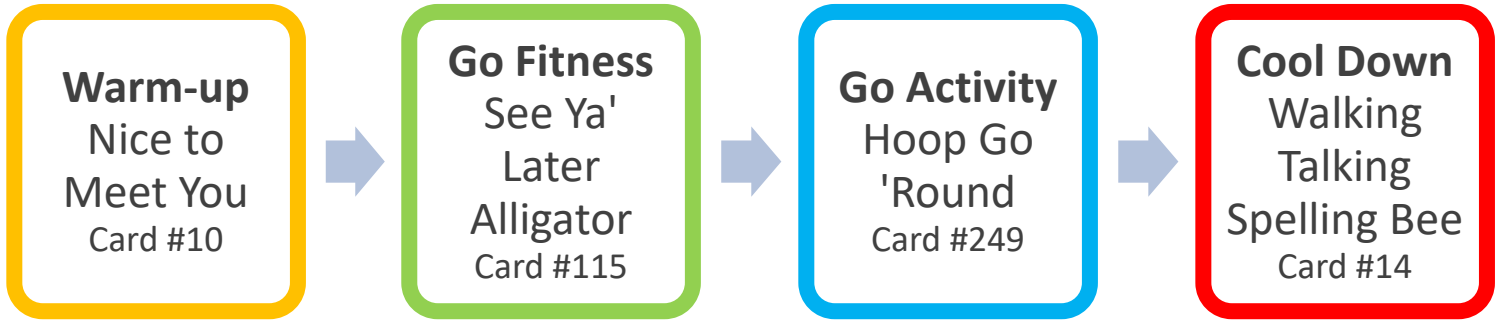 Warm-up
Nice to
Meet You
Card #10
Go Fitness
See Ya'
Later
Alligator
Card #115
Go Activity
Hoop Go
'Round
Card #249
Cool Down
Walking
Talking
Spelling Bee
Card #14